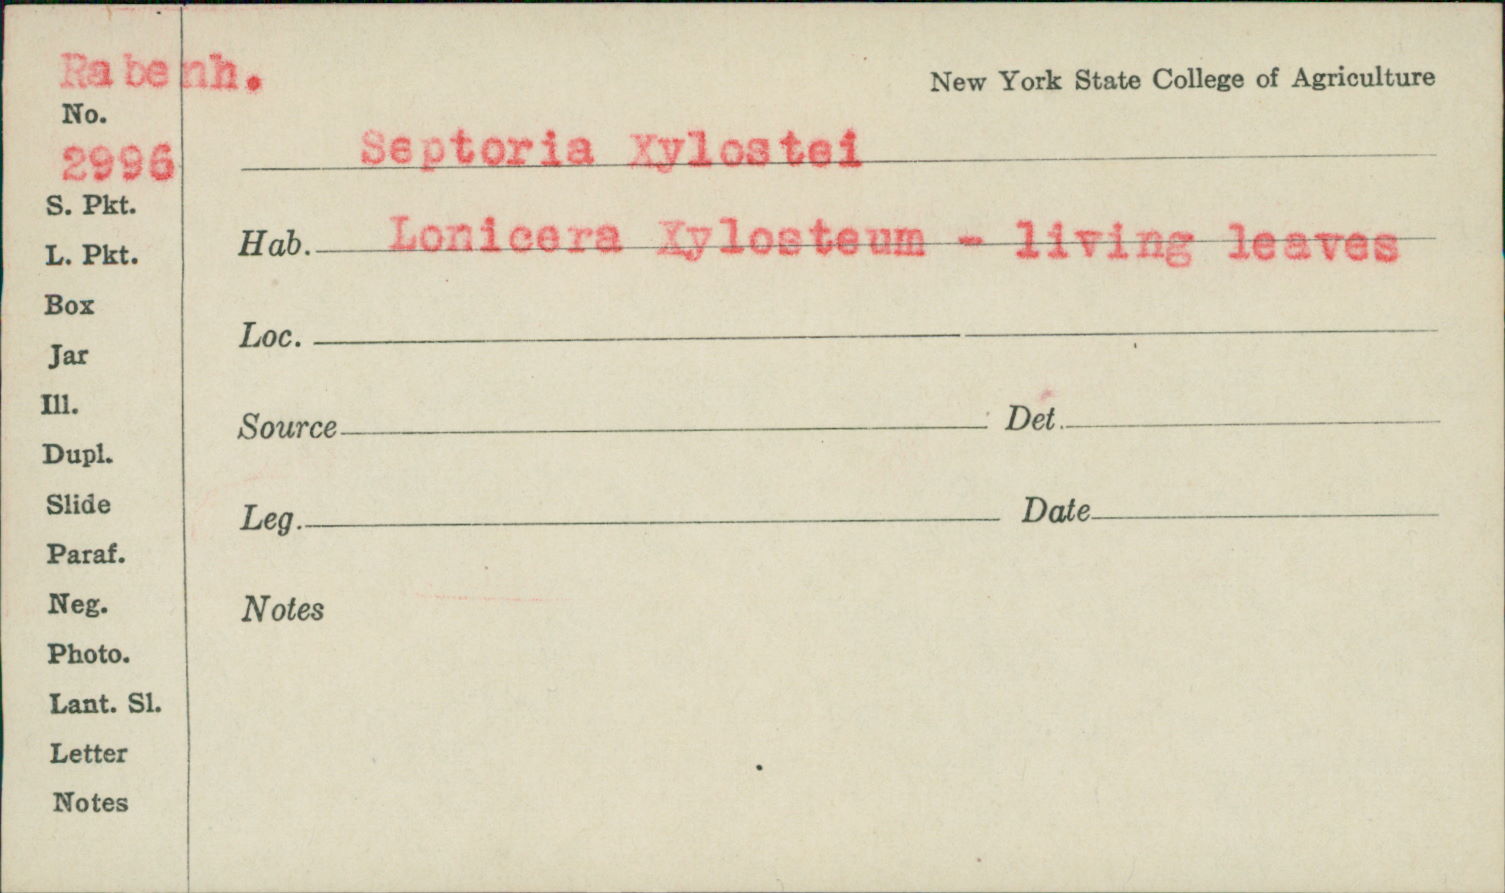 Rabenh.
New York State College of Agriculture
No.
2996
Septoria Xylostei
S. Pkt.
Hab. Lonicera Xylosteum - living leaves
L. Pkt.
Box
Loc.
Jar
Ill.
Source Det.
Dupl.
Slide
Leg. Date
Paraf.
Neg.
Notes
Photo.
Lant. Sl.
Letter
Notes